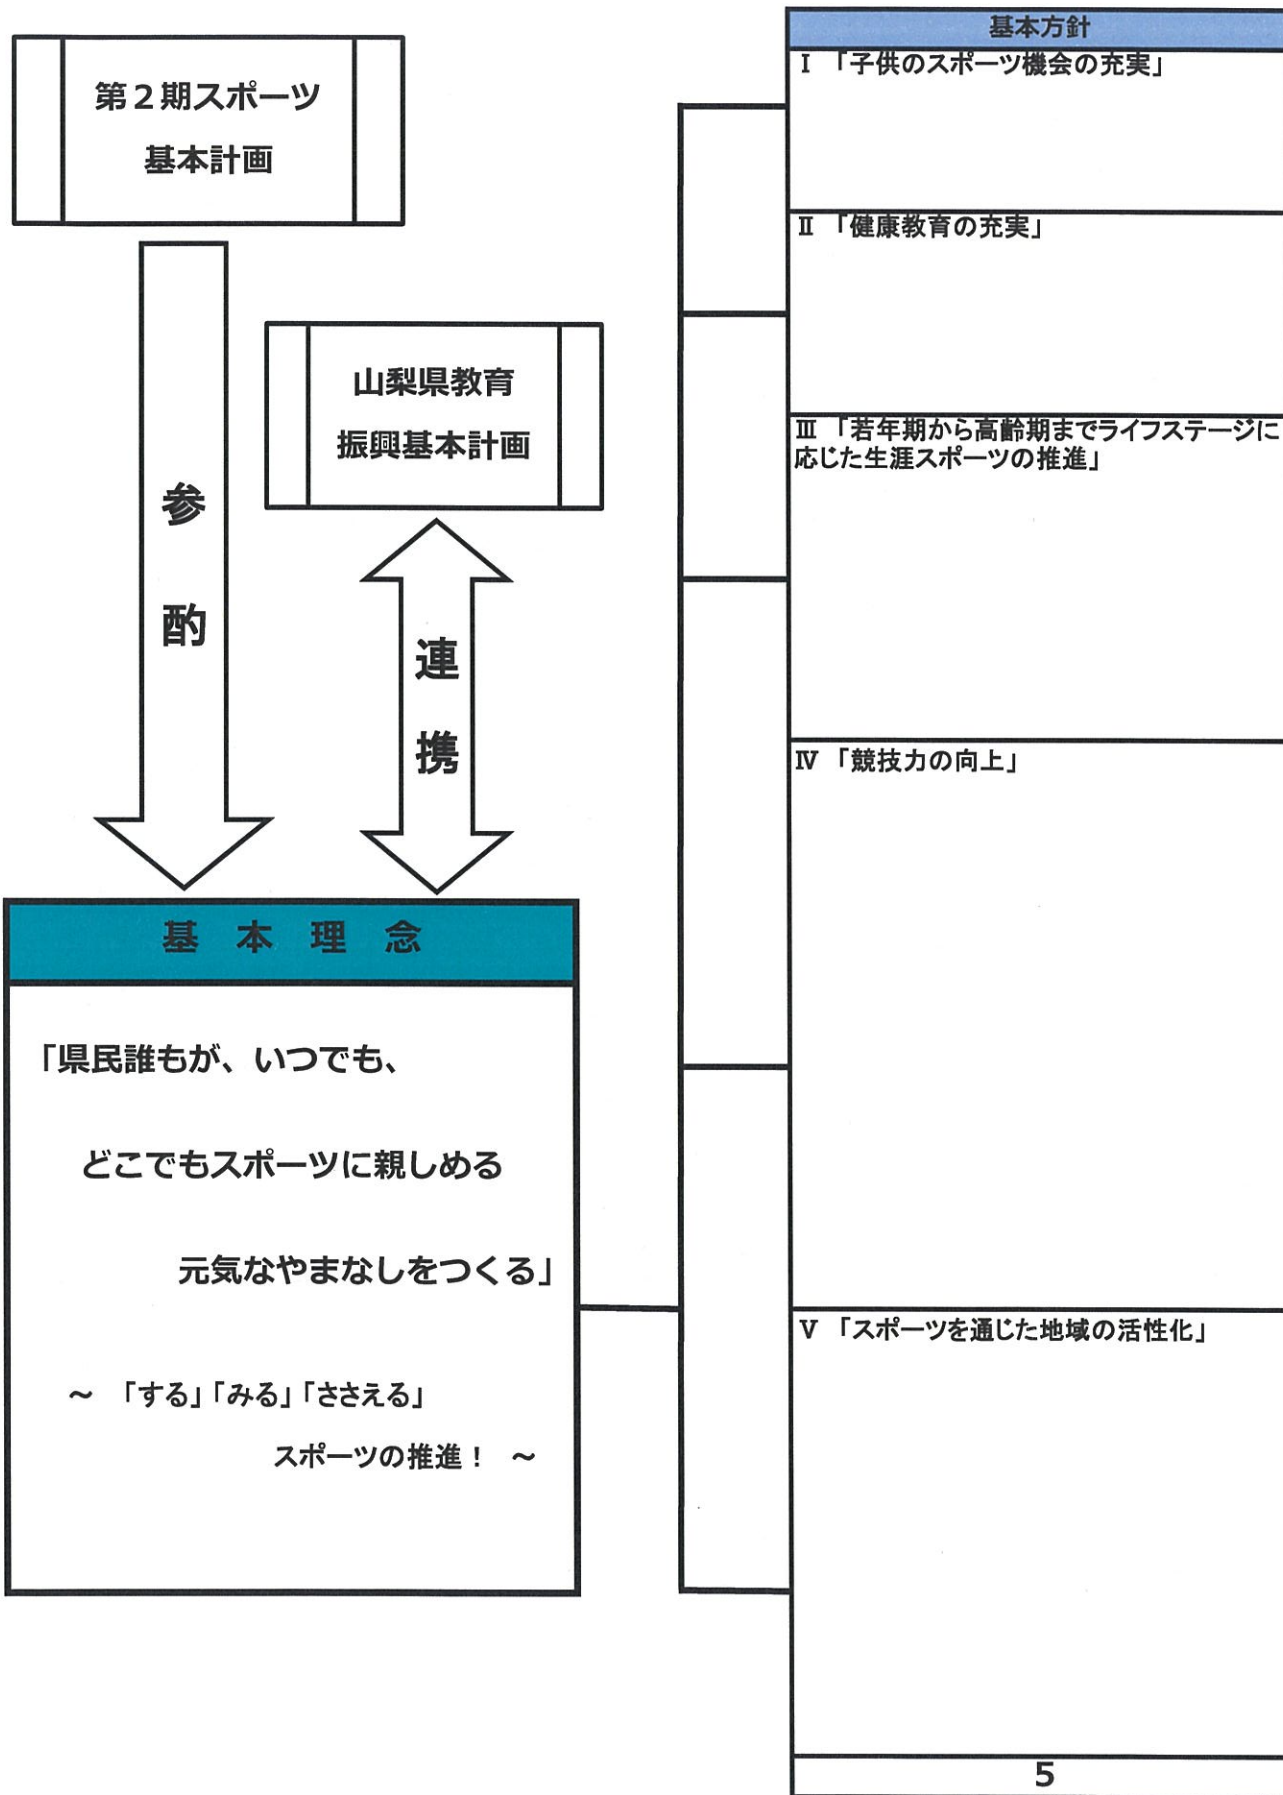 第２期スポーツ
基本計画
山梨県教育
振興基本計画
参
酌
連
携
基　本　理　念
「県民誰もが、いつでも、
どこでもスポーツに親しめる
元気なやまなしをつくる」
～　「する」「みる」「ささえる」
スポーツの推進！　～
基本方針
Ⅰ　「子供のスポーツ機会の充実」
Ⅱ　「健康教育の充実」
Ⅲ　「若年期から高齢期までライフステージに
応じた生涯スポーツの推進」
Ⅳ　「競技力の向上」
Ⅴ　「スポーツを通じた地域の活性化」
5